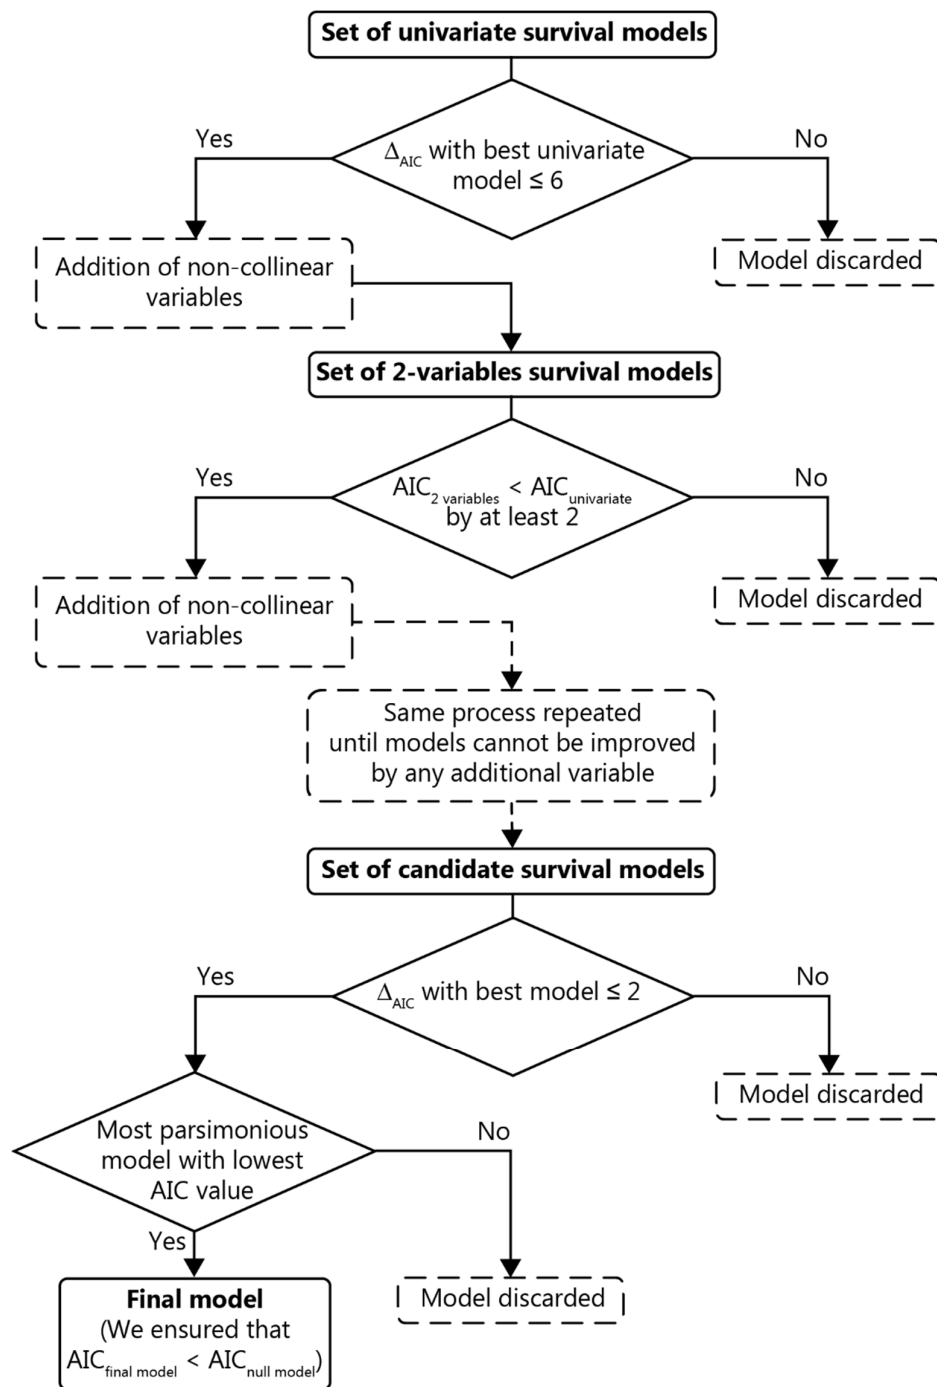 Set of univariate survival models
Yes
No
ΔAIC with best univariate
model ≤ 6
Addition of non-collinear
variables
Model discarded
Set of 2-variables survival models
Yes
No
AIC2 variables < AICunivariate
by at least 2
Addition of non-collinear
variables
Model discarded
Same process repeated
until models cannot be improved
by any additional variable
Set of candidate survival models
Yes
No
ΔAIC with best model ≤ 2
Model discarded
Most parsimonious
model with lowest
AIC value
No
Yes
Model discarded
Final model
(We ensured that
AICfinal model < AICnull model)